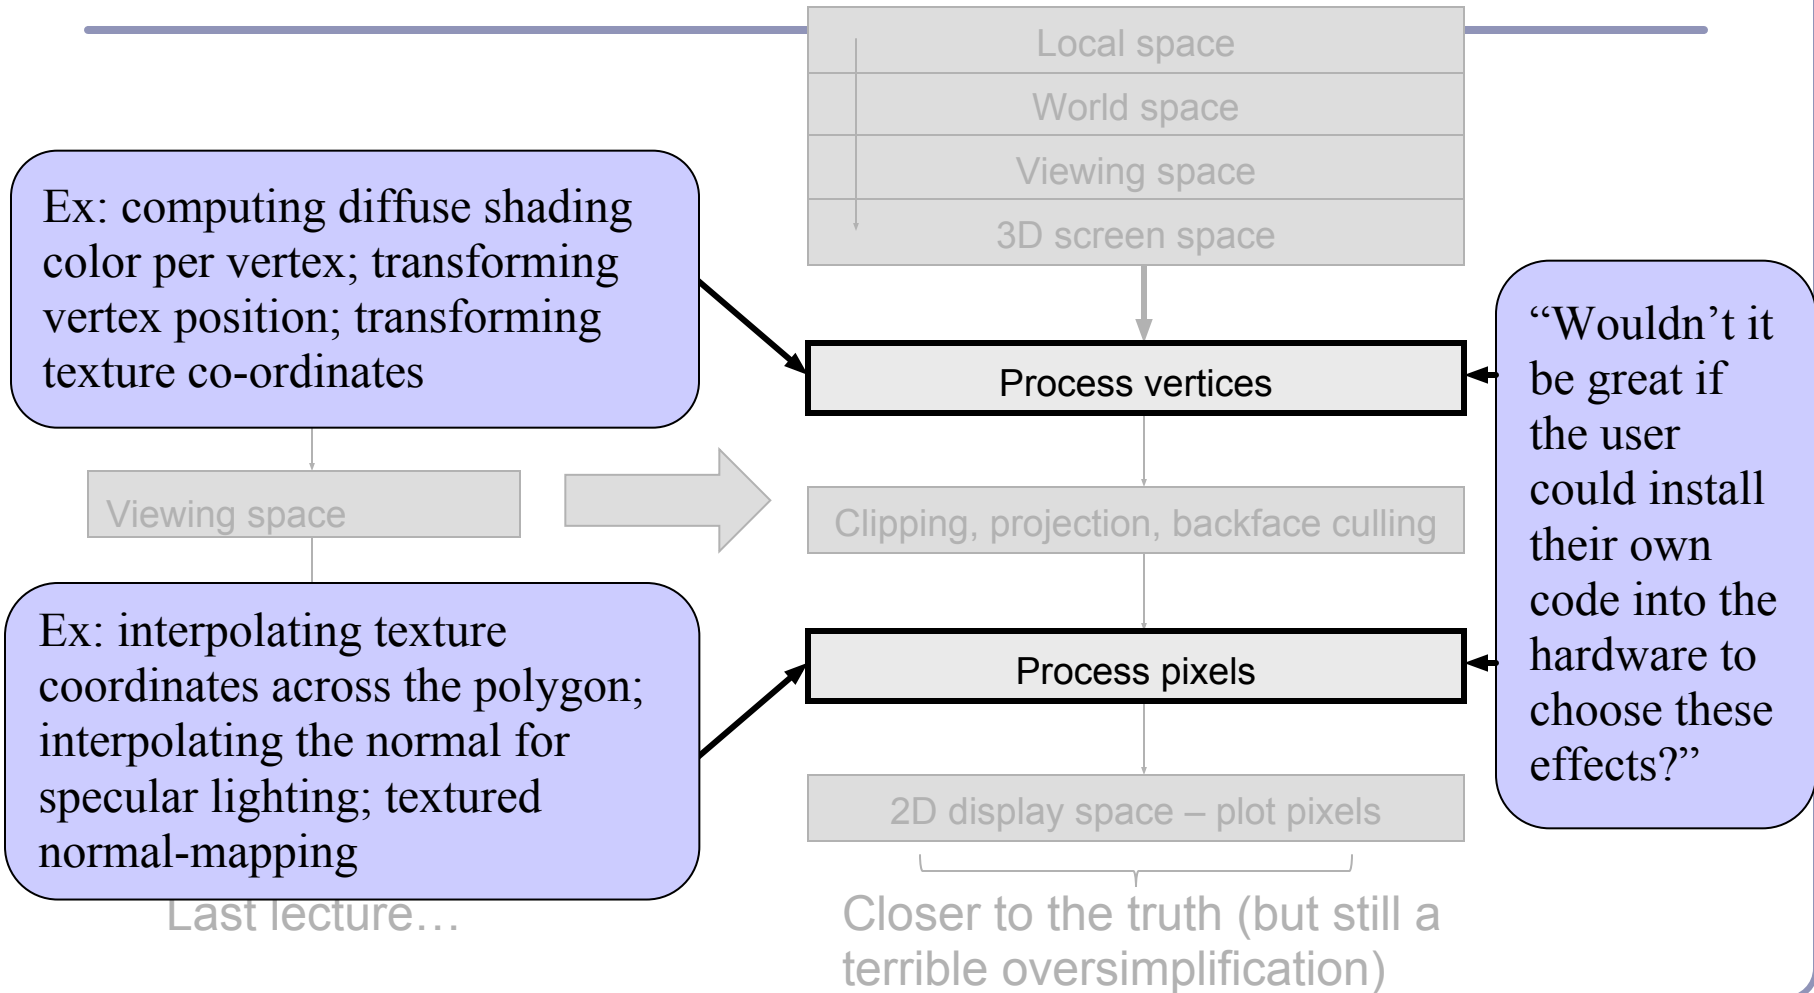 Local space
World space
Viewing space
3D screen space
Ex: computing diffuse shading
color per vertex; transforming
vertex position; transforming
texture co-ordinates
Process vertices
“Wouldn’t it
be great if
the user
could install
their own
code into the
hardware to
choose these
effects?”
Viewing space
Clipping, projection, backface culling
Ex: interpolating texture
coordinates across the polygon;
interpolating the normal for
specular lighting; textured
normal-mapping
Process pixels
2D display space – plot pixels
Last lecture…
Closer to the truth (but still a
terrible oversimplification)